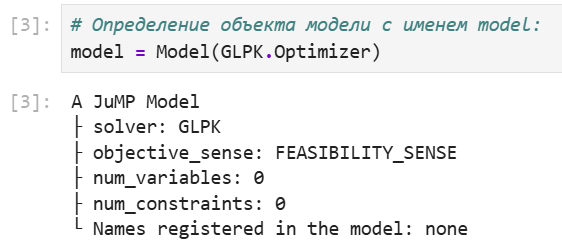 [3]: # Определение объекта модели с именем model:
model = Model(GLPK.Optimizer)
[3]: A JuMP Model
├ solver: GLPK
├ objective_sense: FEASIBILITY_SENSE
├ num_variables: 0
├ num_constraints: 0
└ Names registered in the model: none